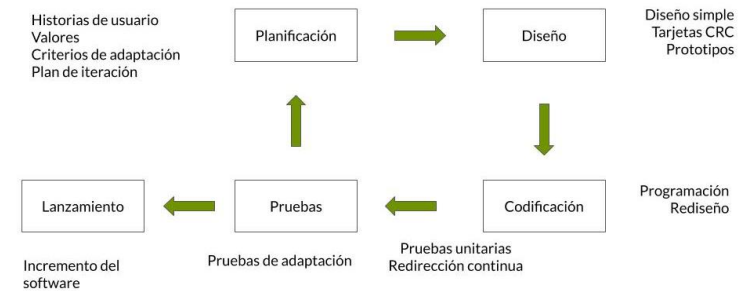 Historias de usuario
Valores
Criterios de adaptación
Plan de iteración
Planificación
Diseño
Diseño simple
Tarjetas CRC
Prototipos
Lanzamiento
Pruebas
Codificación
Programación
Rediseño
Incremento del
software
Pruebas de adaptación
Pruebas unitarias
Redirección continua